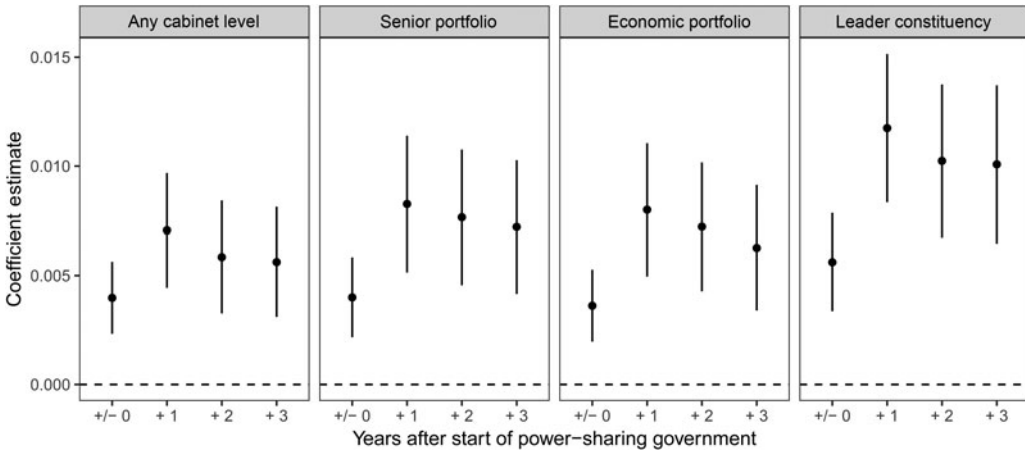 Any cabinet level Senior portfolio Economic portfolio Leader constituency
0.015
0.010
0.005
0.000
Coefficient estimate
+/− 0 + 1 + 2 + 3 +/− 0 + 1 + 2 + 3 +/− 0 + 1 + 2 + 3 +/− 0 + 1 + 2 + 3
Years after start of power−sharing government